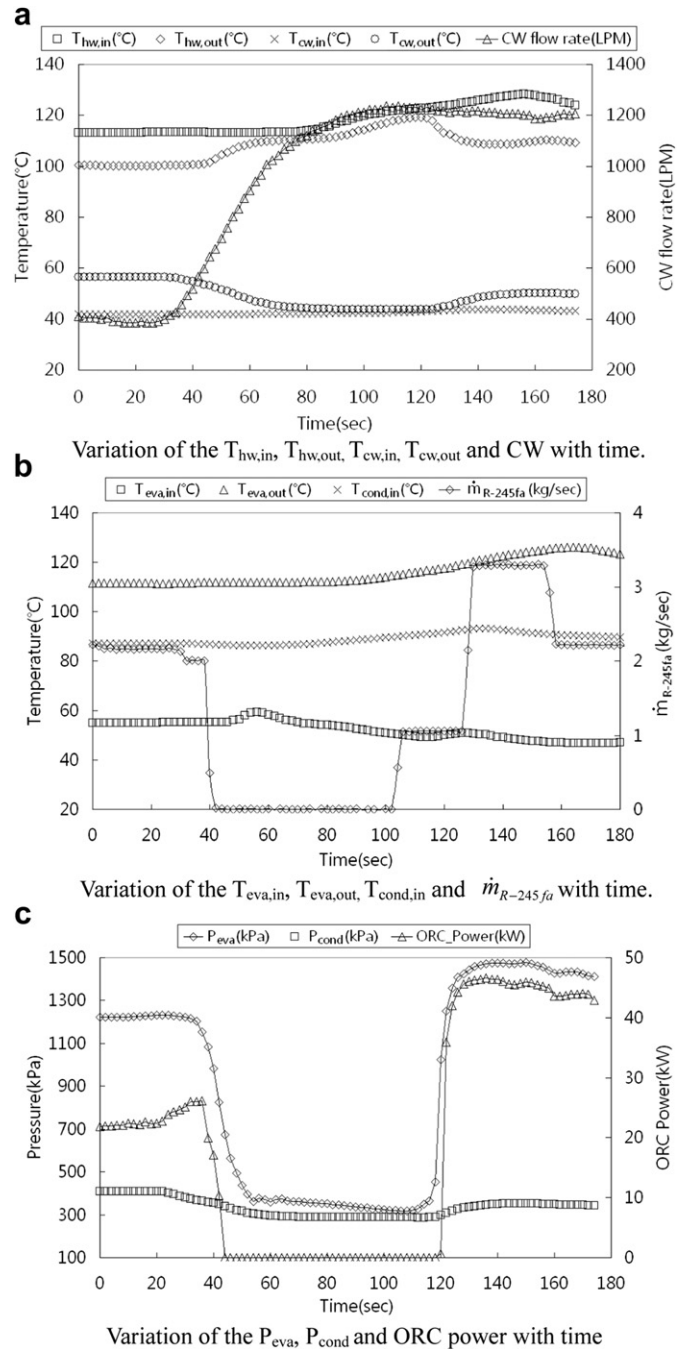 a
T_hw,in(°C) T_hw,out(°C) T_cw,in(°C) T_cw,out(°C) CW flow rate(LPM)
140 1400
120 1200
100 1000
80 800
60 600
40 400
20 200
Temperature(°C)
CW flow rate(LPM)
0 20 40 60 80 100 120 140 160 180
Time(sec)
Variation of the T_hw,in, T_hw,out, T_cw,in, T_cw,out and CW with time.
b
T_eva,in(°C) T_eva,out(°C) T_cond,in(°C) ṁ_R-245fa (kg/sec)
140 4
120
100 3
80 2
60
40 1
20 0
Temperature(°C)
ṁ_R-245fa (kg/sec)
0 20 40 60 80 100 120 140 160 180
Time(sec)
Variation of the T_eva,in, T_eva,out, T_cond,in and ṁ_R-245fa with time.
c
P_eva(kPa) P_cond(kPa) ORC_Power(kW)
1500 50
1300 40
1100
900 30
700 20
500
300 10
100 0
Pressure(kPa)
ORC Power(kW)
0 20 40 60 80 100 120 140 160 180
Time(sec)
Variation of the P_eva, P_cond and ORC power with time